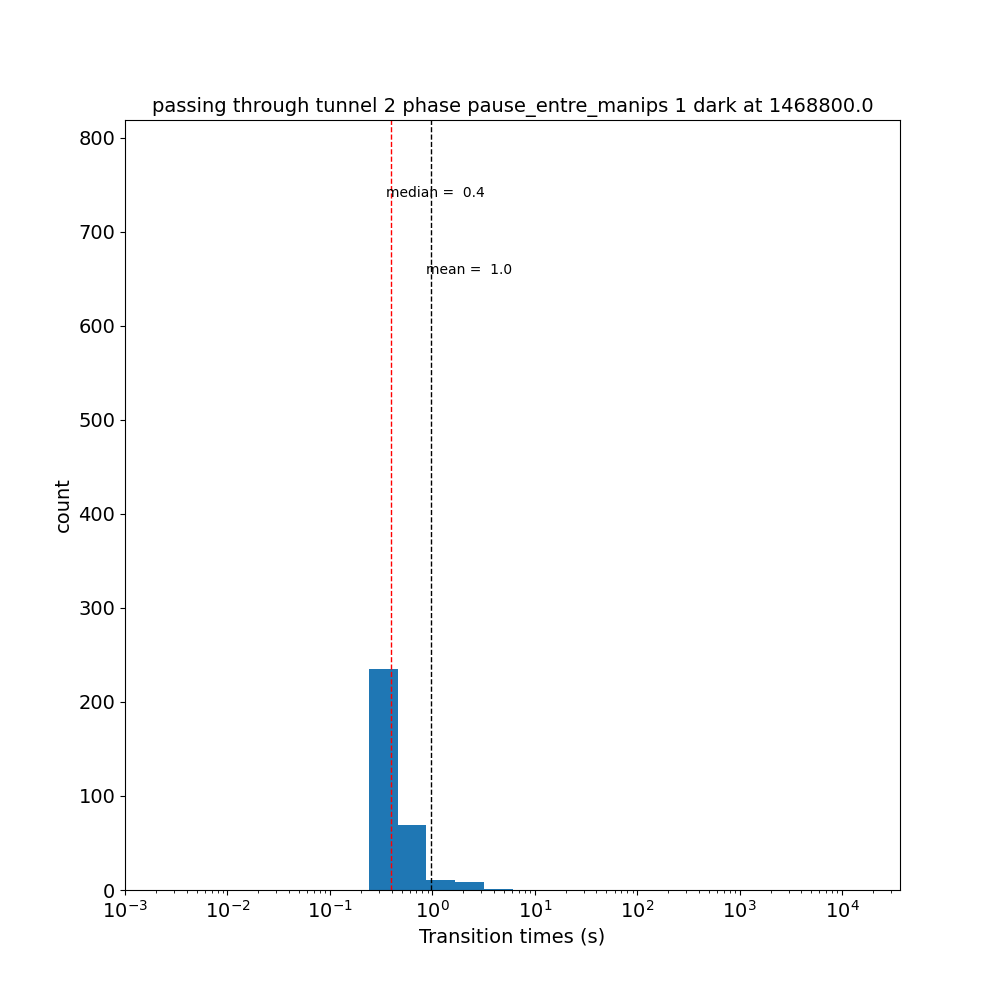 passing through tunnel 2 phase pause_entre_manips 1 dark at 1468800.0
800
median =  0.4
700
mean =  1.0
600
500
400
count
300
200
100
0
10⁻³ 10⁻² 10⁻¹ 10⁰ 10¹ 10² 10³ 10⁴
Transition times (s)